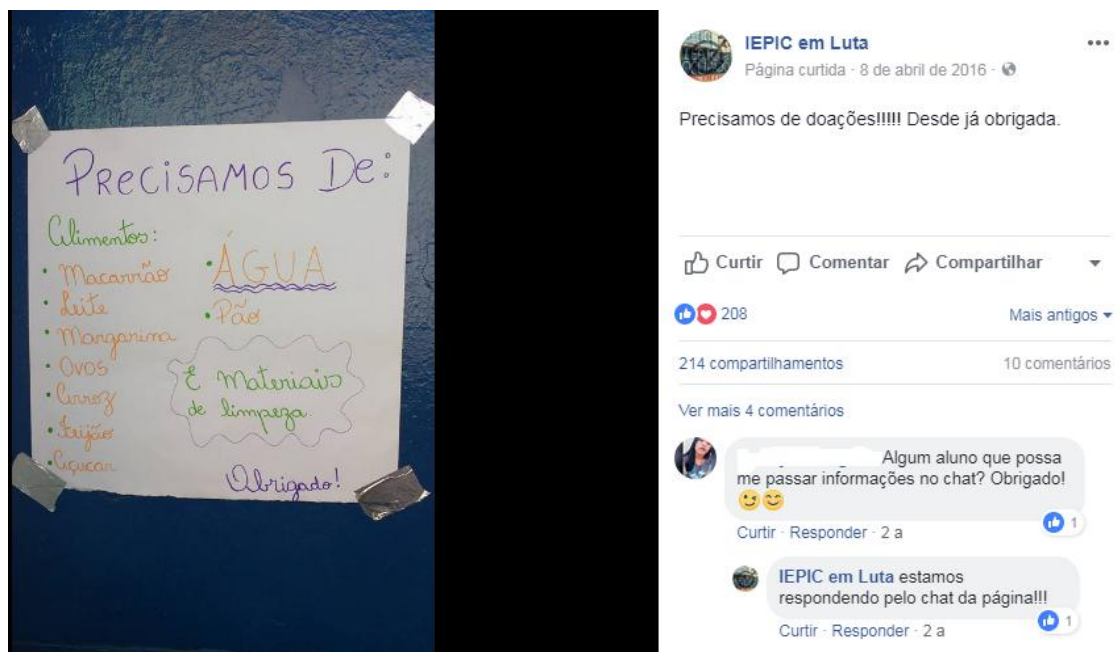 PRECISAMOS DE:
Alimentos:
• Macarrão
• Leite
• Margarina
• Ovos
• Arroz
• Feijão
• Açucar
• ÁGUA
• Pão
E Materiais
de limpeza.
Obrigado!
IEPIC em Luta
Página curtida · 8 de abril de 2016 ·
Precisamos de doações!!!!! Desde já obrigada.
Curtir Comentar Compartilhar
208 Mais antigos
214 compartilhamentos 10 comentários
Ver mais 4 comentários
Algum aluno que possa
me passar informações no chat? Obrigado!
1
Curtir · Responder · 2 a
IEPIC em Luta estamos
respondendo pelo chat da página!!!
1
Curtir · Responder · 2 a